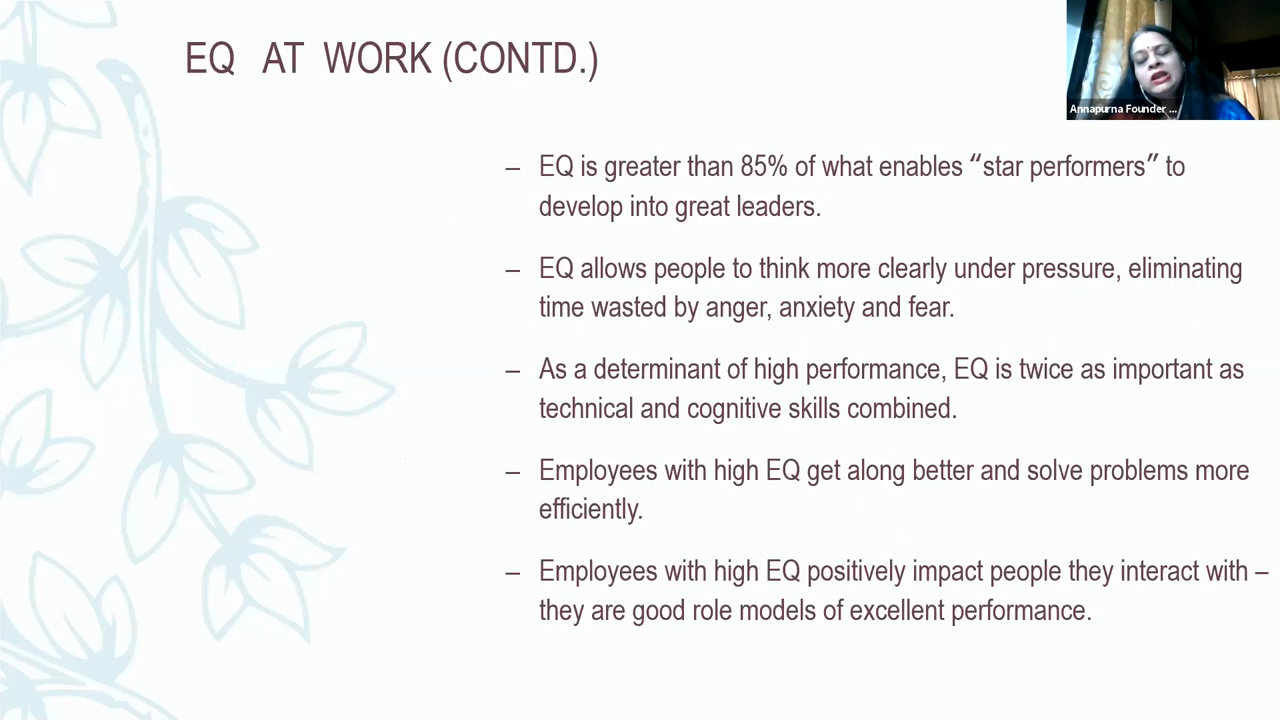 EQ AT WORK (CONTD.)
Annapurna Founder ...
– EQ is greater than 85% of what enables “star performers” to
develop into great leaders.
– EQ allows people to think more clearly under pressure, eliminating
time wasted by anger, anxiety and fear.
– As a determinant of high performance, EQ is twice as important as
technical and cognitive skills combined.
– Employees with high EQ get along better and solve problems more
efficiently.
– Employees with high EQ positively impact people they interact with –
they are good role models of excellent performance.